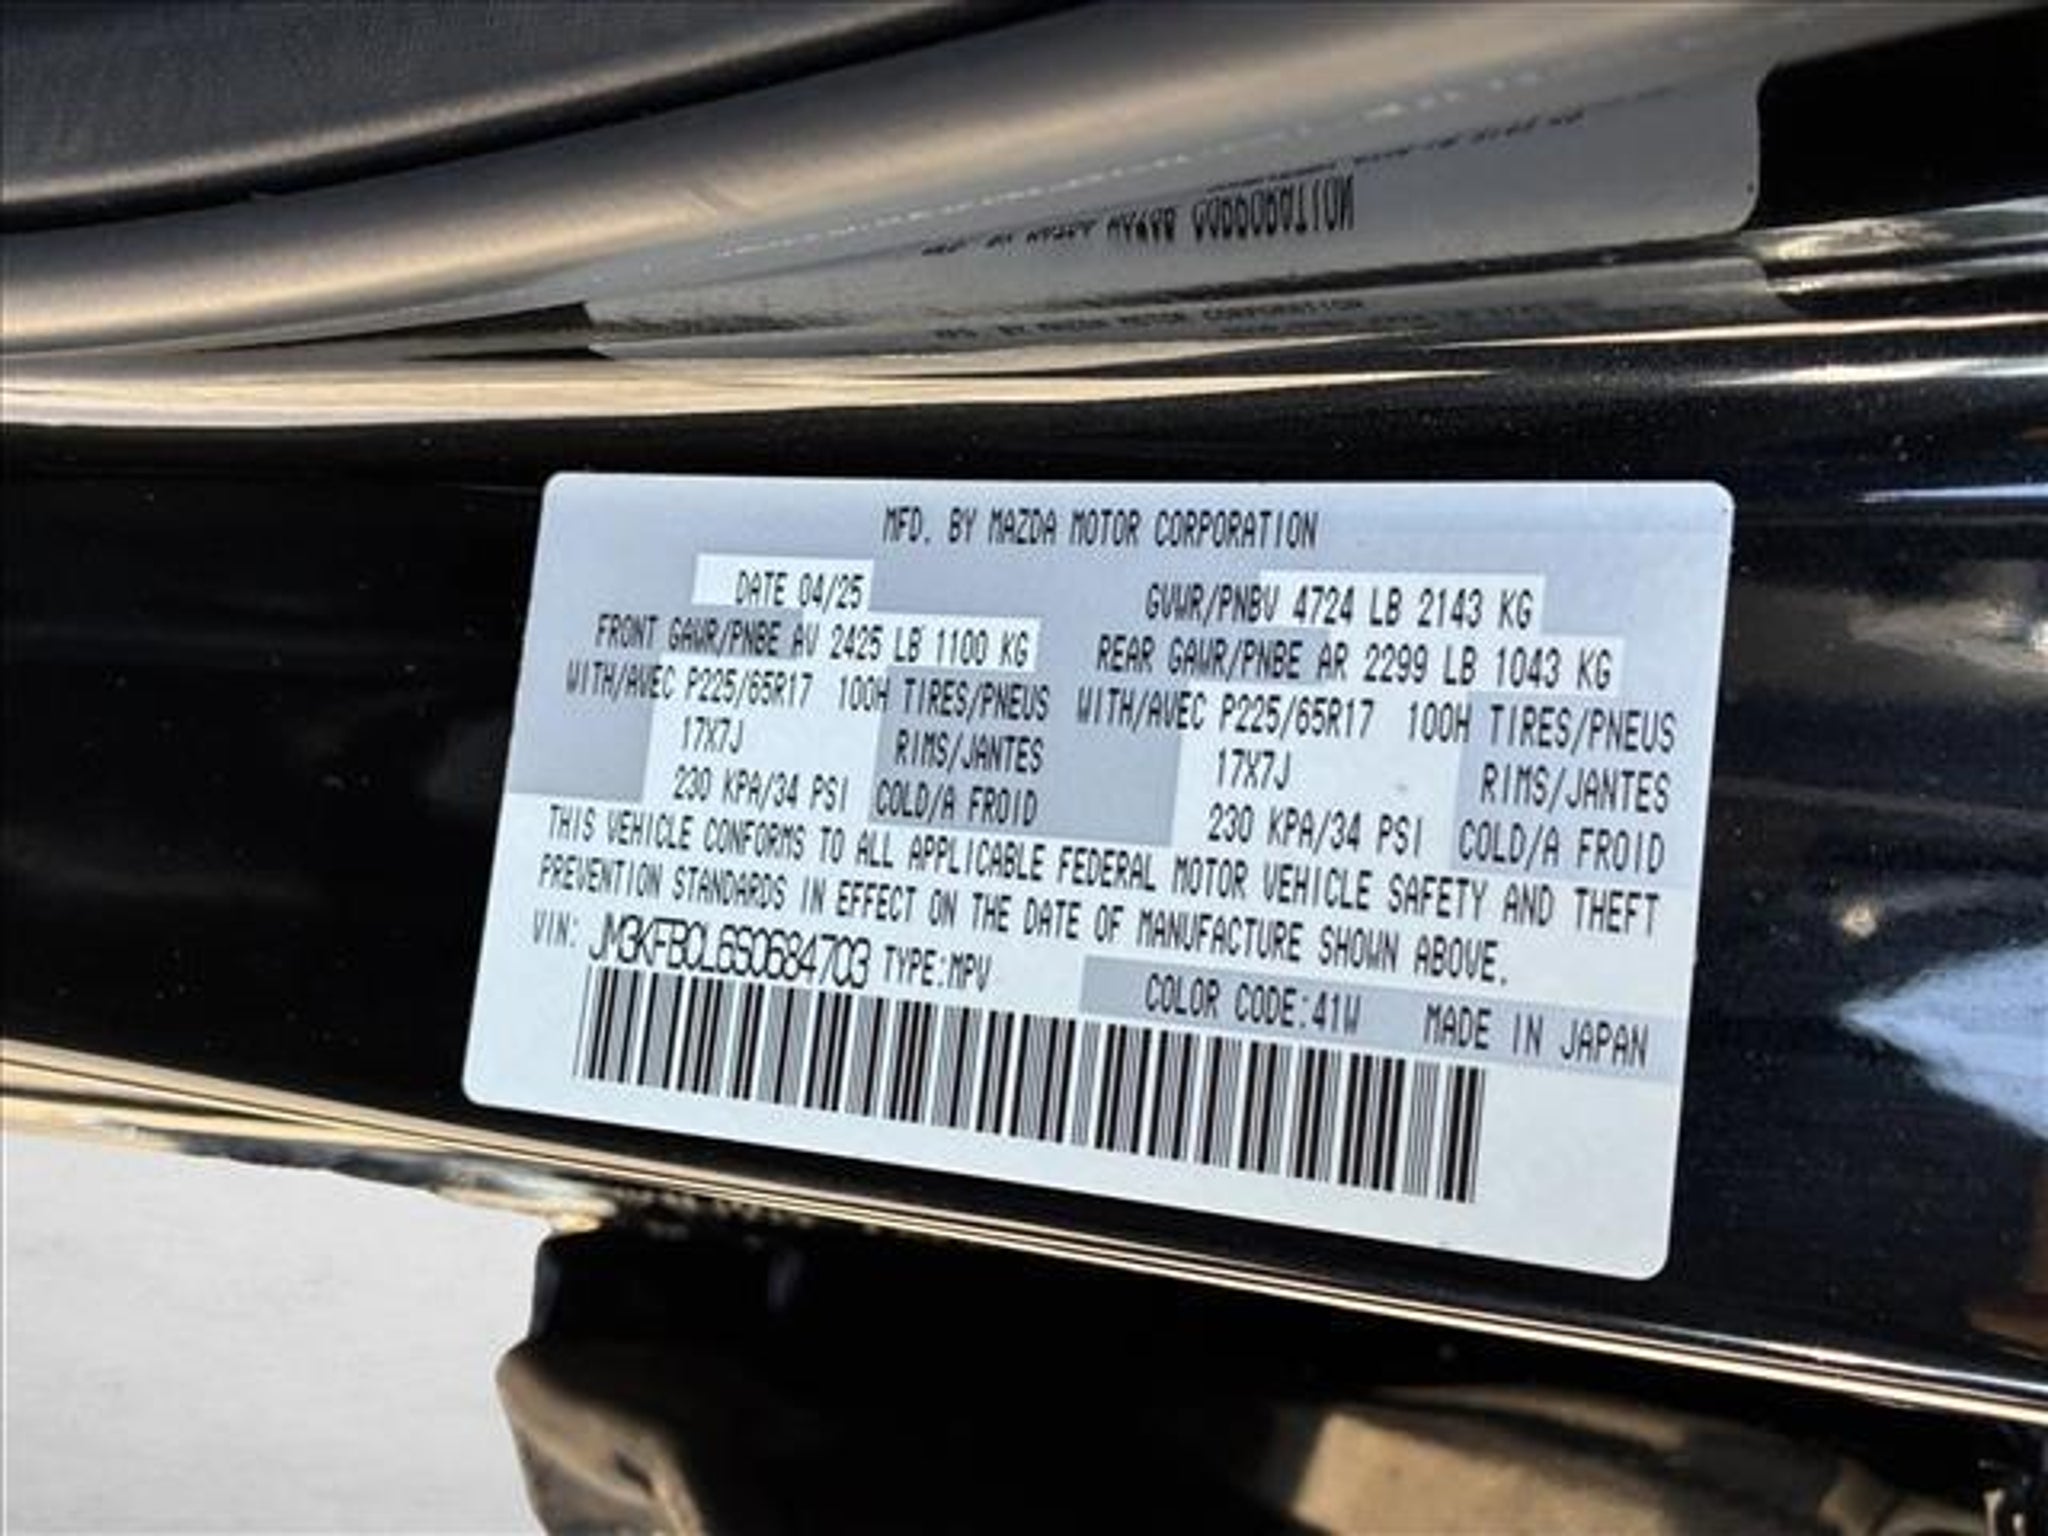 MFD. BY MAZDA MOTOR CORPORATION
DATE 04/25 GVWR/PNBV 4724 LB 2143 KG
FRONT GAWR/PNBE AV 2425 LB 1100 KG REAR GAWR/PNBE AR 2299 LB 1043 KG
WITH/AVEC P225/65R17 100H TIRES/PNEUS WITH/AVEC P225/65R17 100H TIRES/PNEUS
17X7J RIMS/JANTES 17X7J RIMS/JANTES
230 KPA/34 PSI COLD/A FROID 230 KPA/34 PSI COLD/A FROID
THIS VEHICLE CONFORMS TO ALL APPLICABLE FEDERAL MOTOR VEHICLE SAFETY AND THEFT
PREVENTION STANDARDS IN EFFECT ON THE DATE OF MANUFACTURE SHOWN ABOVE.
VIN: JM3KFBCL6S0684703 TYPE:MPV
COLOR CODE:41W MADE IN JAPAN